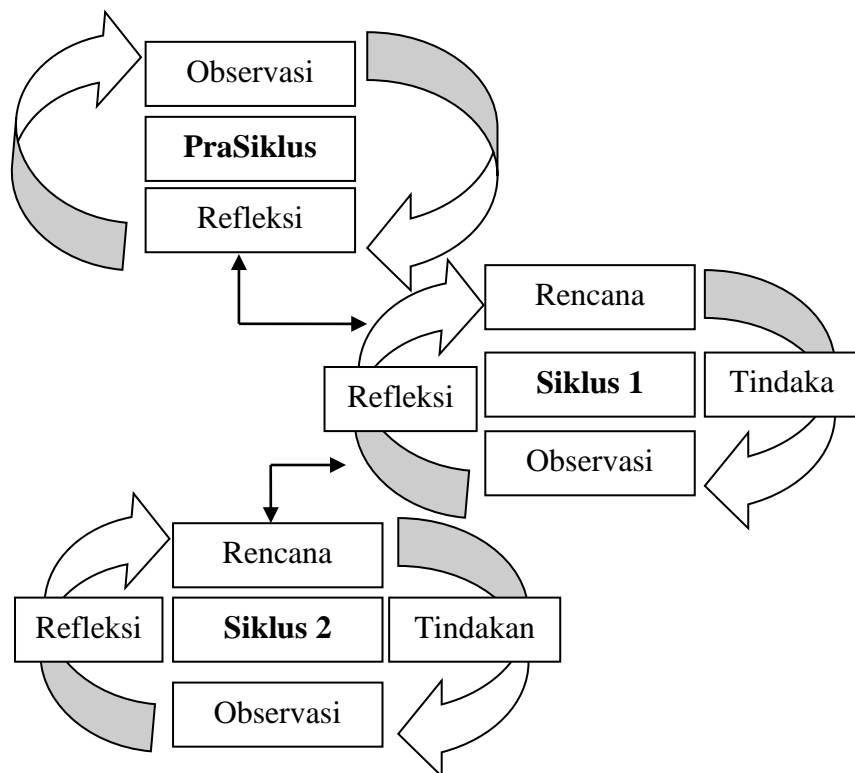 Observasi
PraSiklus
Refleksi
Rencana
Refleksi
Siklus 1
Tindaka
Observasi
Rencana
Refleksi
Siklus 2
Tindakan
Observasi